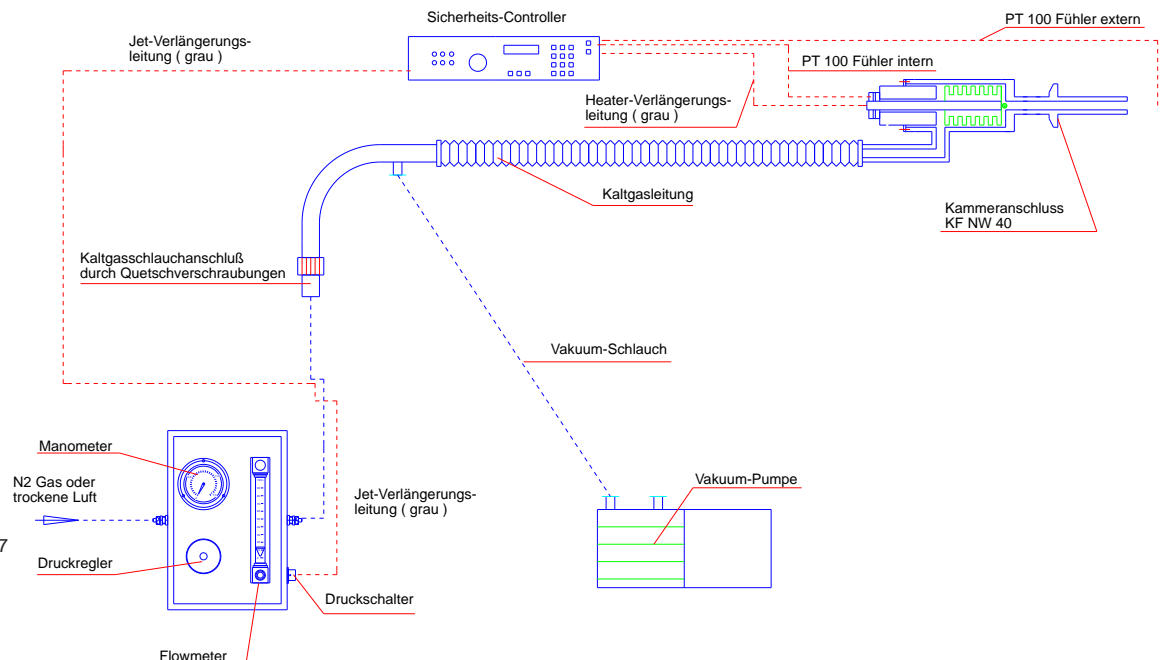 Sicherheits-Controller
PT 100 Fühler extern
Jet-Verlängerungs-
leitung ( grau )
PT 100 Fühler intern
Heater-Verlängerungs-
leitung ( grau )
Kaltgasleitung
Kammeranschluss
KF NW 40
Kaltgasschlauchanschluß
durch Quetschverschraubungen
Vakuum-Schlauch
Manometer
N2 Gas oder
trockene Luft
Jet-Verlängerungs-
leitung ( grau )
Vakuum-Pumpe
7
Druckregler
Druckschalter
Flowmeter